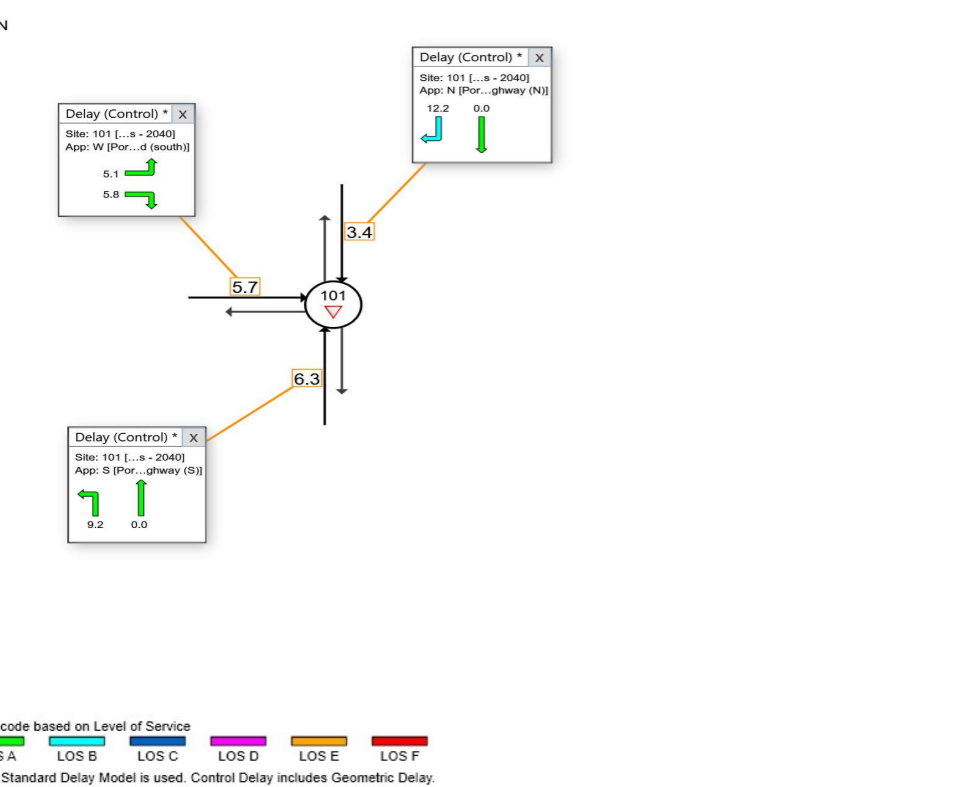 N
Delay (Control) * X
Site: 101 [...s - 2040]
App: N [Por...ghway (N)]
12.2 0.0
Delay (Control) * X
Site: 101 [...s - 2040]
App: W [Por...d (south)]
5.1
5.8
3.4
5.7
101
6.3
Delay (Control) * X
Site: 101 [...s - 2040]
App: S [Por...ghway (S)]
9.2 0.0
code based on Level of Service
S A LOS B LOS C LOS D LOS E LOS F
Standard Delay Model is used. Control Delay includes Geometric Delay.